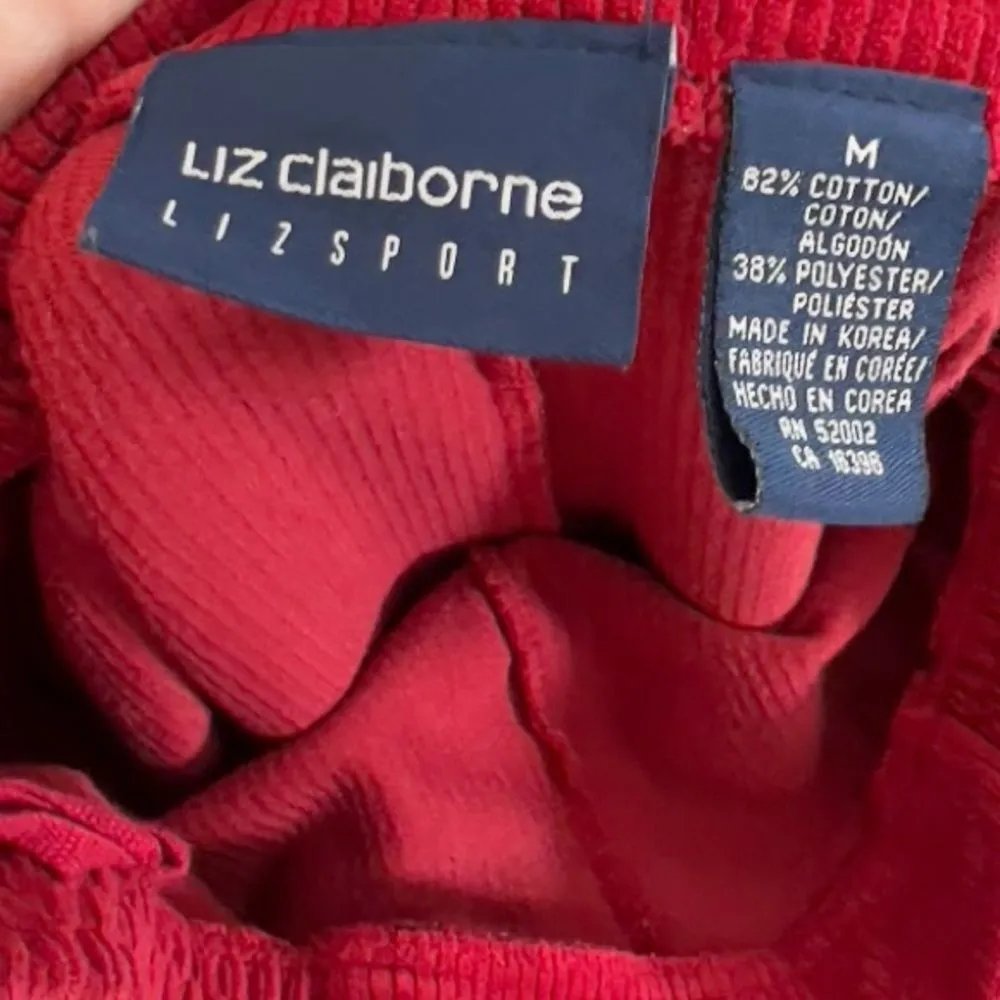 Liz claiborne
LIZSPORT
M
62% COTTON/
COTON/
ALGODÓN
38% POLYESTER/
POLIÉSTER
MADE IN KOREA/
FABRIQUÉ EN CORÉE/
HECHO EN COREA
RN 52002
CA 16396